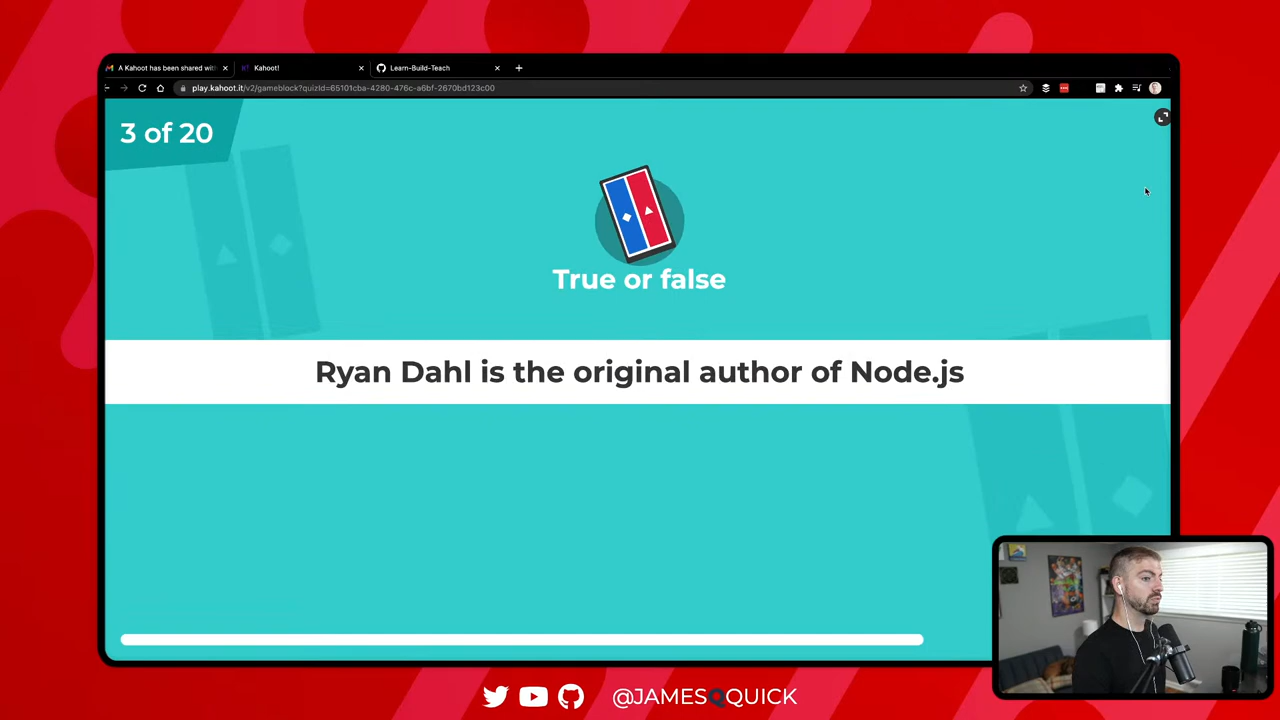 A Kahoot has been shared with
Kahoot!
Learn-Build-Teach
play.kahoot.it/v2/gameblock?quizId=65101cba-4280-476c-a6bf-2670bd123c00
3 of 20
True or false
Ryan Dahl is the original author of Node.js
@JAMESQQUICK